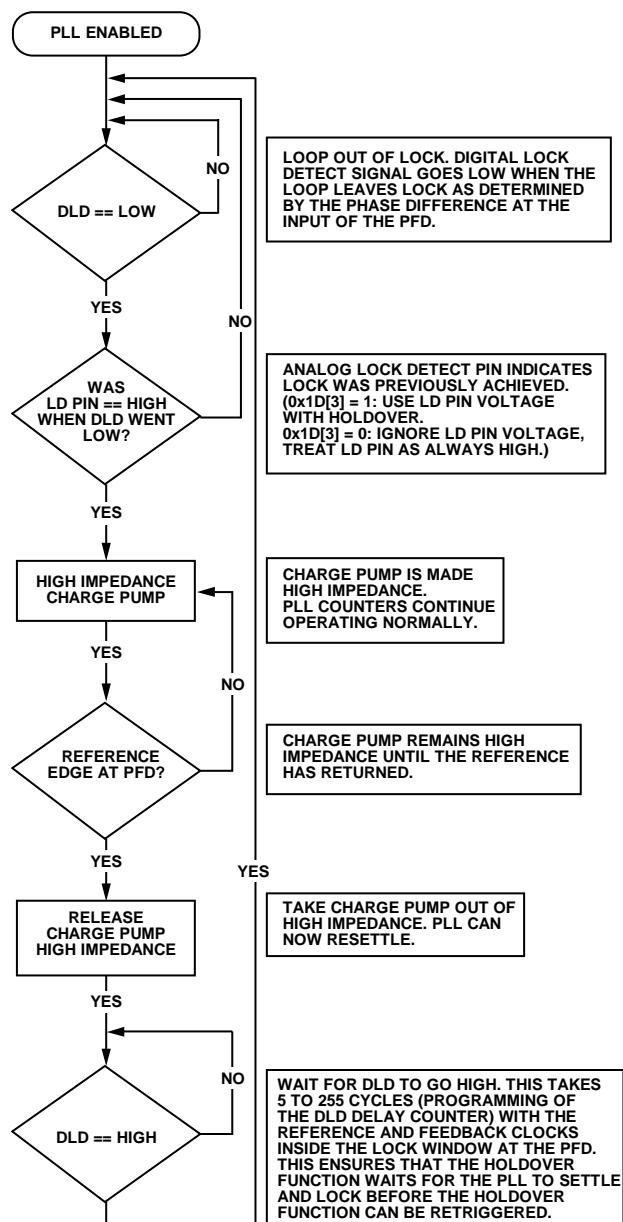 PLL ENABLED
NO
DLD == LOW
LOOP OUT OF LOCK. DIGITAL LOCK
DETECT SIGNAL GOES LOW WHEN THE
LOOP LEAVES LOCK AS DETERMINED
BY THE PHASE DIFFERENCE AT THE
INPUT OF THE PFD.
YES
NO
WAS
LD PIN == HIGH
WHEN DLD WENT
LOW?
ANALOG LOCK DETECT PIN INDICATES
LOCK WAS PREVIOUSLY ACHIEVED.
(0x1D[3] = 1: USE LD PIN VOLTAGE
WITH HOLDOVER.
0x1D[3] = 0: IGNORE LD PIN VOLTAGE,
TREAT LD PIN AS ALWAYS HIGH.)
YES
HIGH IMPEDANCE
CHARGE PUMP
CHARGE PUMP IS MADE
HIGH IMPEDANCE.
PLL COUNTERS CONTINUE
OPERATING NORMALLY.
YES
NO
REFERENCE
EDGE AT PFD?
CHARGE PUMP REMAINS HIGH
IMPEDANCE UNTIL THE REFERENCE
HAS RETURNED.
YES
YES
RELEASE
CHARGE PUMP
HIGH IMPEDANCE
TAKE CHARGE PUMP OUT OF
HIGH IMPEDANCE. PLL CAN
NOW RESETTLE.
YES
NO
DLD == HIGH
WAIT FOR DLD TO GO HIGH. THIS TAKES
5 TO 255 CYCLES (PROGRAMMING OF
THE DLD DELAY COUNTER) WITH THE
REFERENCE AND FEEDBACK CLOCKS
INSIDE THE LOCK WINDOW AT THE PFD.
THIS ENSURES THAT THE HOLDOVER
FUNCTION WAITS FOR THE PLL TO SETTLE
AND LOCK BEFORE THE HOLDOVER
FUNCTION CAN BE RETRIGGERED.